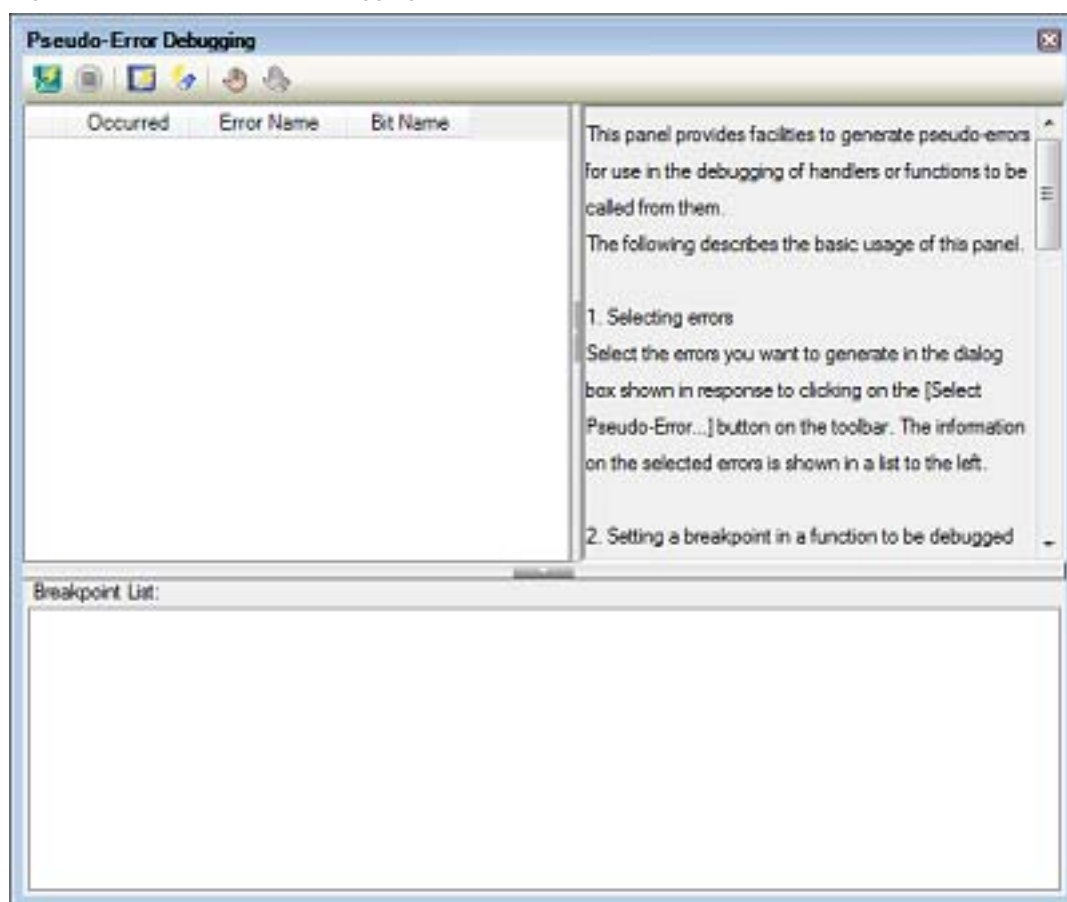 Pseudo-Error Debugging
Occurred Error Name Bit Name
This panel provides facilities to generate pseudo-errors
for use in the debugging of handlers or functions to be
called from them.
The following describes the basic usage of this panel.
1. Selecting errors
Select the errors you want to generate in the dialog
box shown in response to clicking on the [Select
Pseudo-Error...] button on the toolbar. The information
on the selected errors is shown in a list to the left.
2. Setting a breakpoint in a function to be debugged
Breakpoint List: